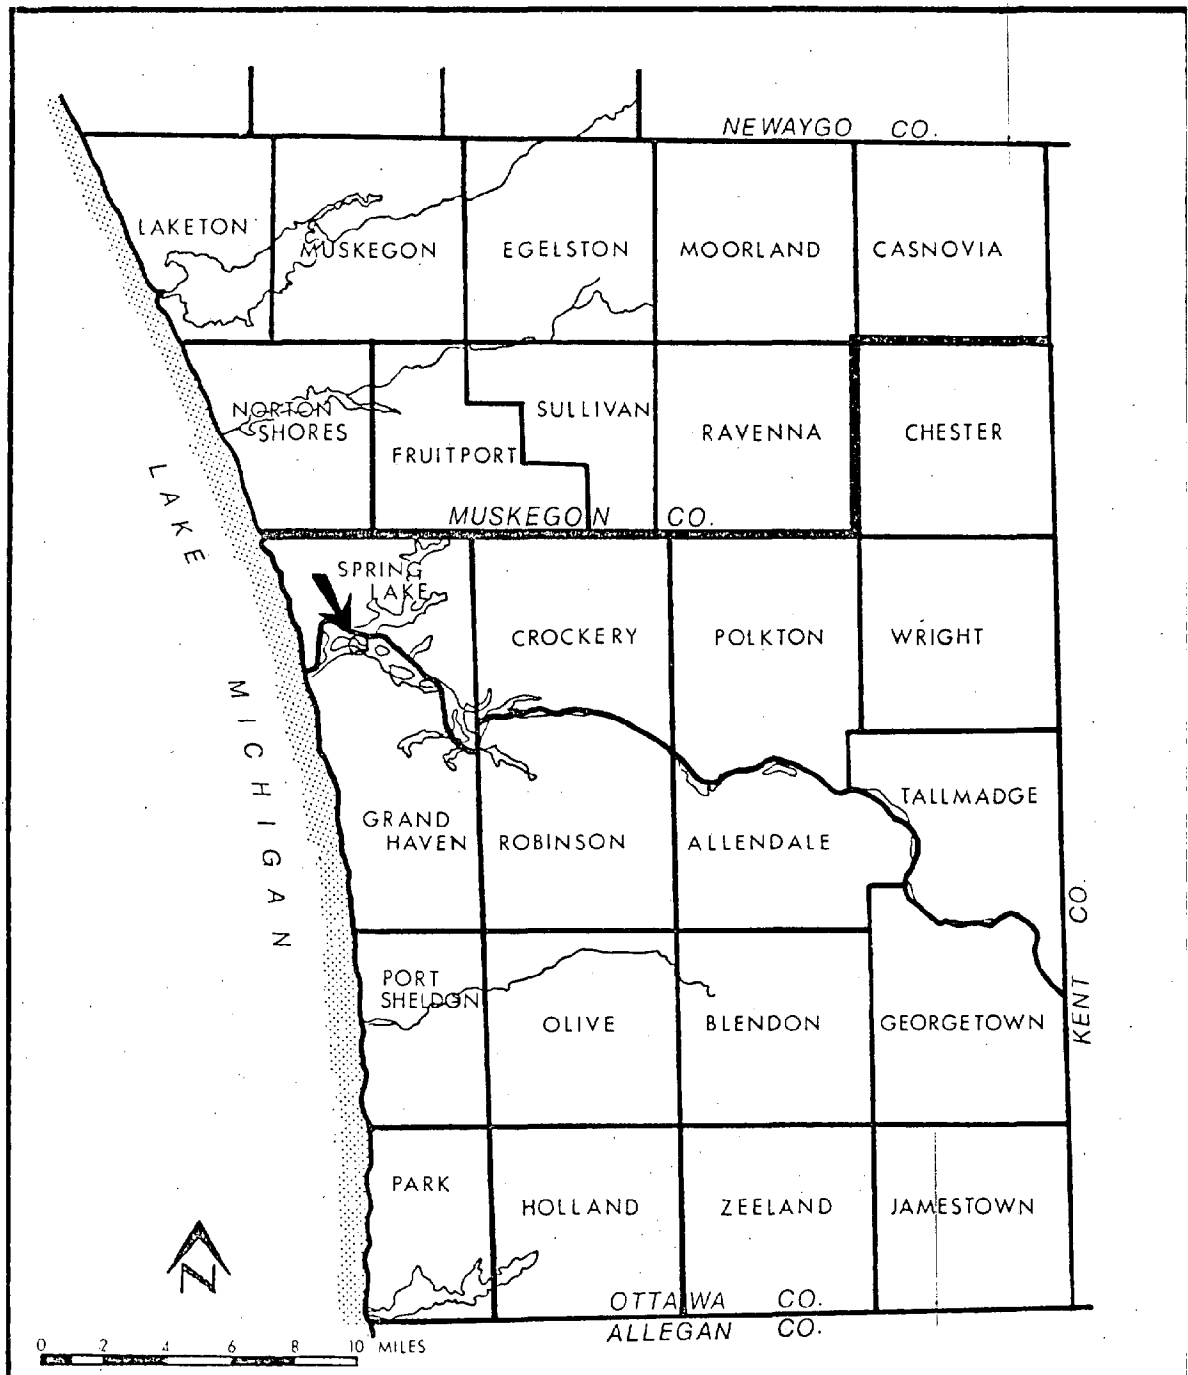 NEWAYGO CO.
LAKETON
MUSKEGON
EGELSTON
MOORLAND
CASNOVIA
NORTON
SHORES
FRUITPORT
SULLIVAN
RAVENNA
CHESTER
MUSKEGON CO.
LAKE MICHIGAN
SPRING
LAKE
CROCKERY
POLKTON
WRIGHT
GRAND
HAVEN
ROBINSON
ALLENDALE
TALLMADGE
KENT CO.
PORT
SHELDON
OLIVE
BLENDON
GEORGETOWN
PARK
HOLLAND
ZEELAND
JAMESTOWN
N
OTTAWA CO.
ALLEGAN CO.
0 2 4 6 8 10 MILES